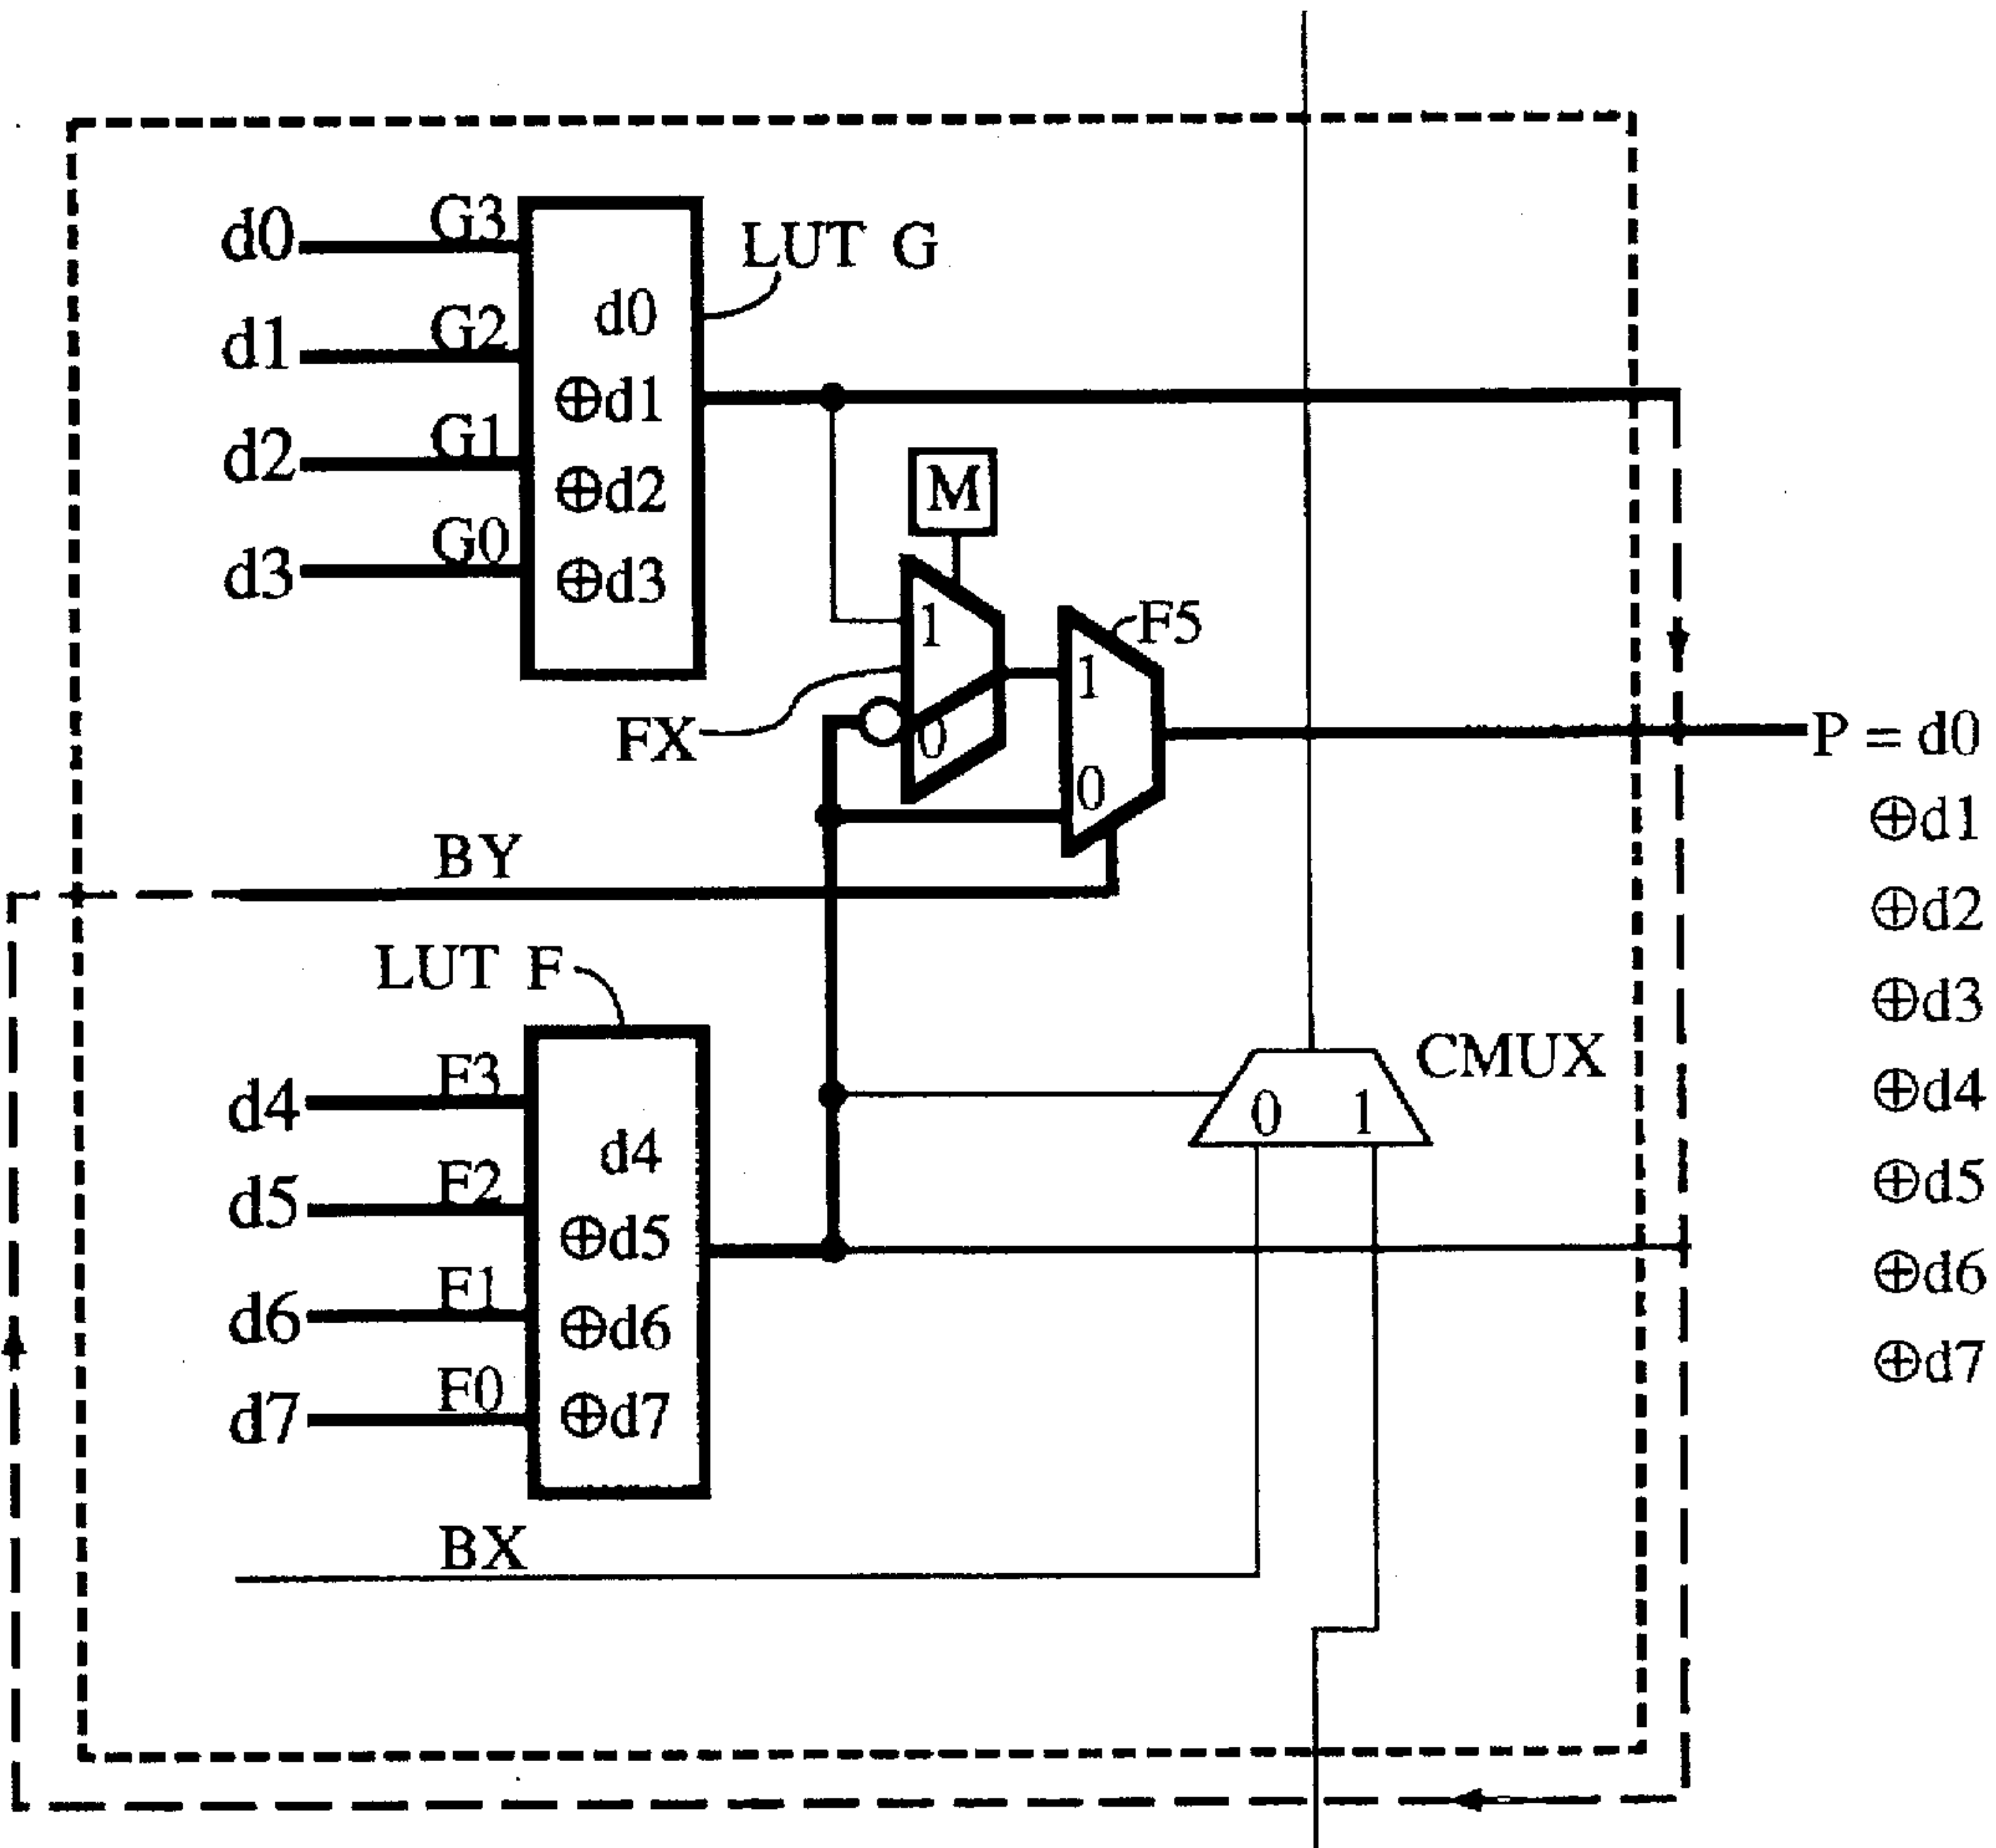 d0 G3
d1 G2
d2 G1
d3 G0
d0
⊕d1
⊕d2
⊕d3
LUT G
M
1
0
FX
F5
1
0
P = d0
⊕d1
⊕d2
⊕d3
⊕d4
⊕d5
⊕d6
⊕d7
BY
LUT F
d4 F3
d5 F2
d6 F1
d7 F0
d4
⊕d5
⊕d6
⊕d7
CMUX
0 1
BX